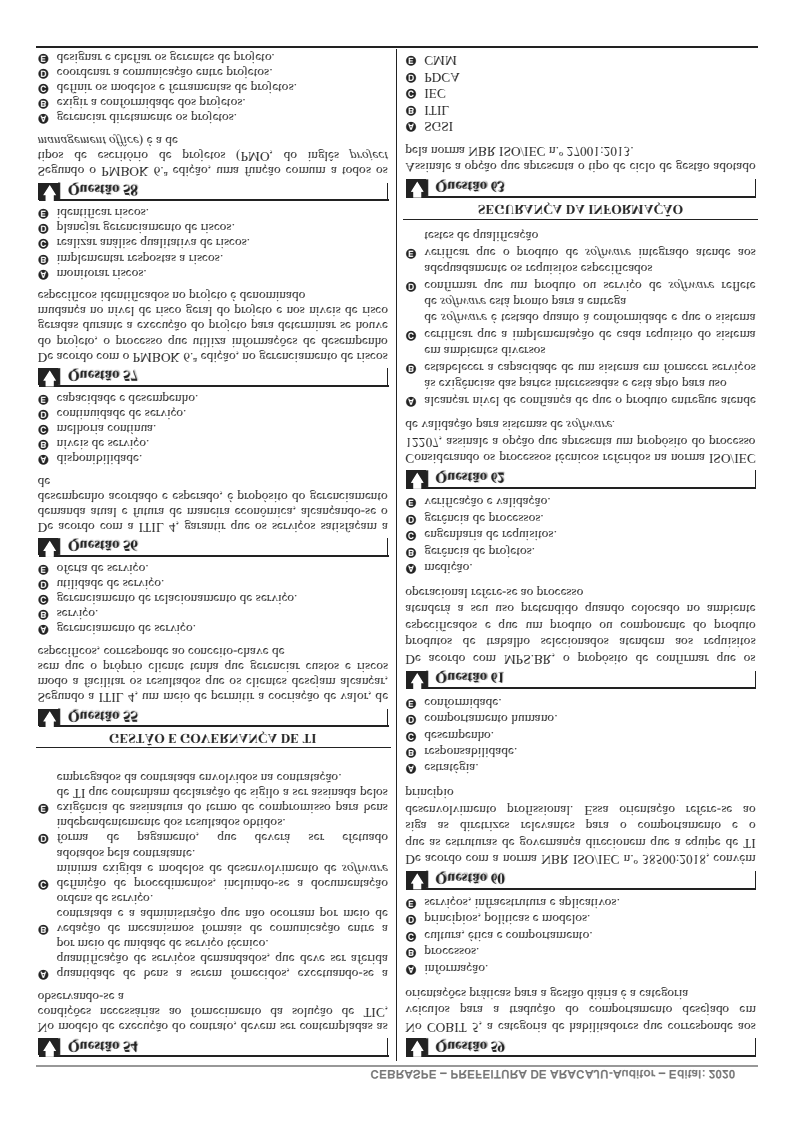 CEBRASPE – PREFEITURA DE ARACAJU-Auditor – Edital: 2020
Questão 54
No modelo de execução do contrato, devem ser contempladas as
condições necessárias ao fornecimento da solução de TIC,
observando-se a
A quantidade de bens a serem fornecidos, excetuando-se a
quantificação de serviços demandados, que deve ser aferida
por meio de unidade de serviço técnico.
B vedação de mecanismos formais de comunicação entre a
contratada e a administração que não ocorram por meio de
ordens de serviço.
C definição de procedimentos, incluindo-se a documentação
mínima exigida e modelos de desenvolvimento de software
adotados pela contratante.
D forma de pagamento, que deverá ser efetuado
independentemente dos resultados obtidos.
E exigência de assinatura do termo de compromisso para bens
de TI que contenham declaração de sigilo a ser assinada pelos
empregados da contratada envolvidos na contratação.
GESTÃO E GOVERNANÇA DE TI
Questão 55
Segundo a ITIL 4, um meio de permitir a cocriação de valor, de
modo a facilitar os resultados que os clientes desejam alcançar,
sem que o próprio cliente tenha que gerenciar custos e riscos
específicos, corresponde ao conceito-chave de
A gerenciamento de serviço.
B serviço.
C gerenciamento de relacionamento de serviço.
D utilidade de serviço.
E oferta de serviço.
Questão 56
De acordo com a ITIL 4, garantir que os serviços satisfaçam a
demanda atual e futura de maneira econômica, alcançando-se o
desempenho acordado e esperado, é propósito do gerenciamento
de
A disponibilidade.
B níveis de serviço.
C melhoria contínua.
D continuidade de serviço.
E capacidade e desempenho.
Questão 57
De acordo com o PMBOK 6.ª edição, no gerenciamento de riscos
do projeto, o processo que utiliza informações de desempenho
geradas durante a execução do projeto para determinar se houve
mudança no nível de risco geral do projeto e nos níveis de risco
específicos identificados no projeto é denominado
A monitorar riscos.
B implementar respostas a riscos.
C realizar análise qualitativa de riscos.
D planejar gerenciamento de riscos.
E identificar riscos.
Questão 58
Segundo o PMBOK 6.ª edição, uma função comum a todos os
tipos de escritório de projetos (PMO, do inglês project
management office) é a de
A gerenciar diretamente os projetos.
B exigir a conformidade dos projetos.
C definir os modelos e ferramentas de projetos.
D coordenar a comunicação entre projetos.
E designar e chefiar os gerentes de projeto.
Questão 59
No COBIT 5, a categoria de habilitadores que corresponde aos
veículos para a tradução do comportamento desejado em
orientações práticas para a gestão diária é a categoria
A informação.
B processos.
C cultura, ética e comportamento.
D princípios, políticas e modelos.
E serviços, infraestrutura e aplicativos.
Questão 60
De acordo com a norma NBR ISO/IEC n.º 38500:2018, convém
que as estruturas de governança direcionem que a equipe de TI
siga as diretrizes relevantes para o comportamento e o
desenvolvimento profissional. Essa orientação refere-se ao
princípio
A estratégia.
B responsabilidade.
C desempenho.
D comportamento humano.
E conformidade.
Questão 61
De acordo com MPS.BR, o propósito de confirmar que os
produtos de trabalho selecionados atendem aos requisitos
especificados e que um produto ou componente do produto
atenderá a seu uso pretendido quando colocado no ambiente
operacional refere-se ao processo
A medição.
B gerência de projetos.
C engenharia de requisitos.
D gerência de processos.
E verificação e validação.
Questão 62
Considerando os processos técnicos referidos na norma ISO/IEC
12207, assinale a opção que apresenta um propósito do processo
de validação para sistemas de software.
A alcançar nível de confiança de que o produto entregue atende
às exigências das partes interessadas e está apto para uso
B estabelecer a capacidade de um sistema em fornecer serviços
em ambientes diversos
C certificar que a implementação de cada requisito do sistema
de software é testado quanto à conformidade e que o sistema
de software está pronto para a entrega
D confirmar que um produto ou serviço de software reflete
adequadamente os requisitos especificados
E verificar que o produto de software integrado atende aos
testes de qualificação
SEGURANÇA DA INFORMAÇÃO
Questão 63
Assinale a opção que apresenta o tipo de ciclo de gestão adotado
pela norma NBR ISO/IEC n.º 27001:2013.
A SGSI
B ITIL
C IEC
D PDCA
E CMM